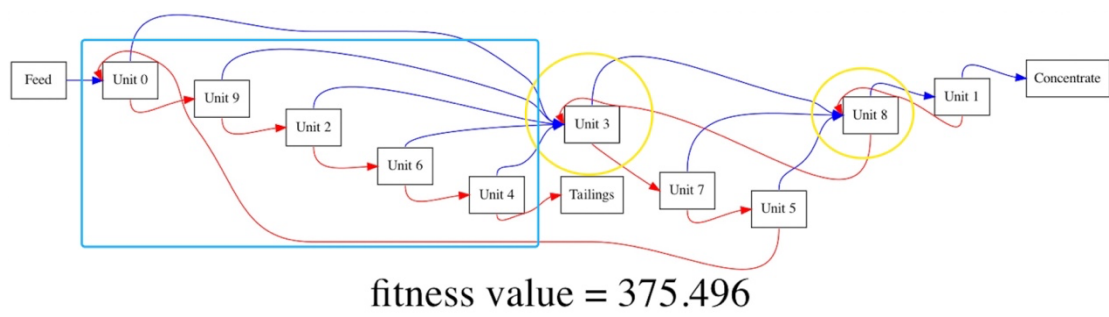 Feed
Unit 0
Unit 9
Unit 2
Unit 6
Unit 4
Tailings
Unit 3
Unit 7
Unit 5
Unit 8
Unit 1
Concentrate
fitness value = 375.496